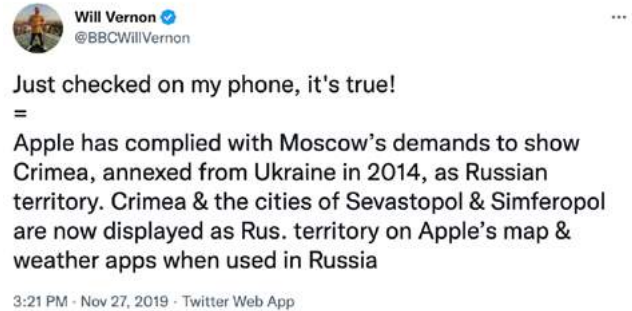 Will Vernon
@BBCWillVernon
Just checked on my phone, it's true!
=
Apple has complied with Moscow's demands to show
Crimea, annexed from Ukraine in 2014, as Russian
territory. Crimea & the cities of Sevastopol & Simferopol
are now displayed as Rus. territory on Apple's map &
weather apps when used in Russia
3:21 PM · Nov 27, 2019 · Twitter Web App